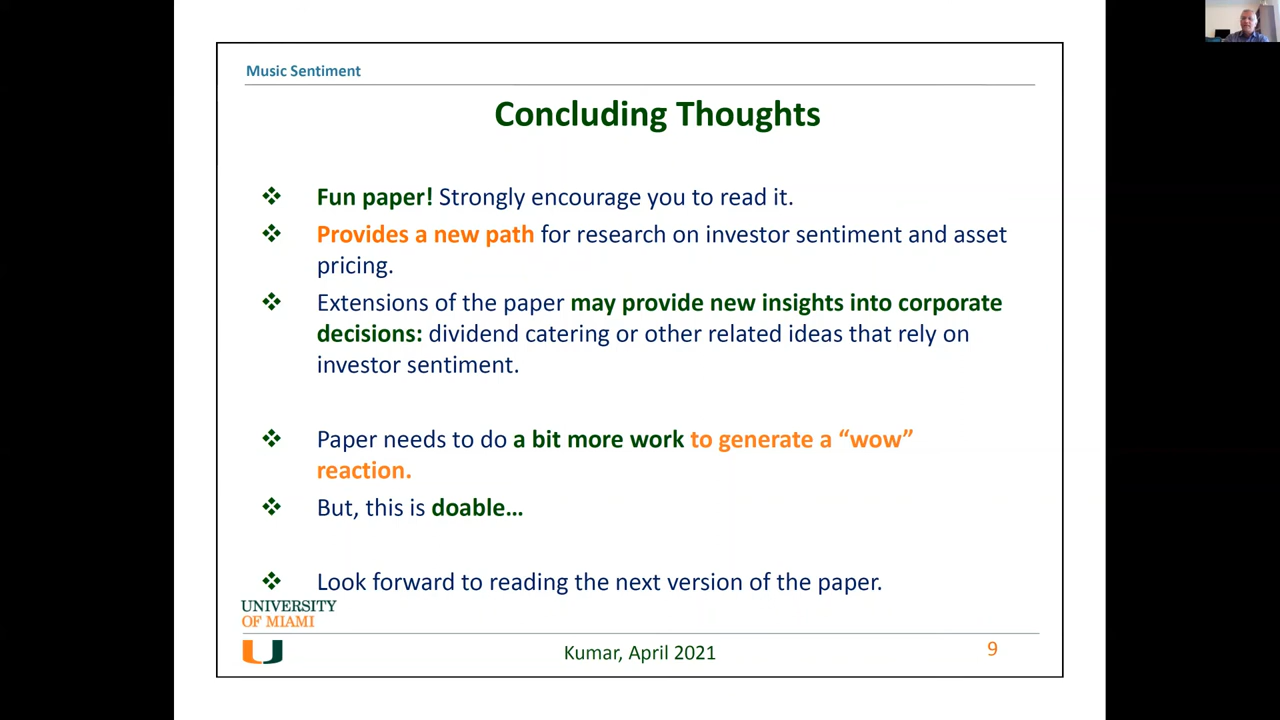 Music Sentiment
Concluding Thoughts
❖ Fun paper! Strongly encourage you to read it.
❖ Provides a new path for research on investor sentiment and asset
pricing.
❖ Extensions of the paper may provide new insights into corporate
decisions: dividend catering or other related ideas that rely on
investor sentiment.
❖ Paper needs to do a bit more work to generate a “wow”
reaction.
❖ But, this is doable…
❖ Look forward to reading the next version of the paper.
UNIVERSITY
OF MIAMI
U
Kumar, April 2021
9